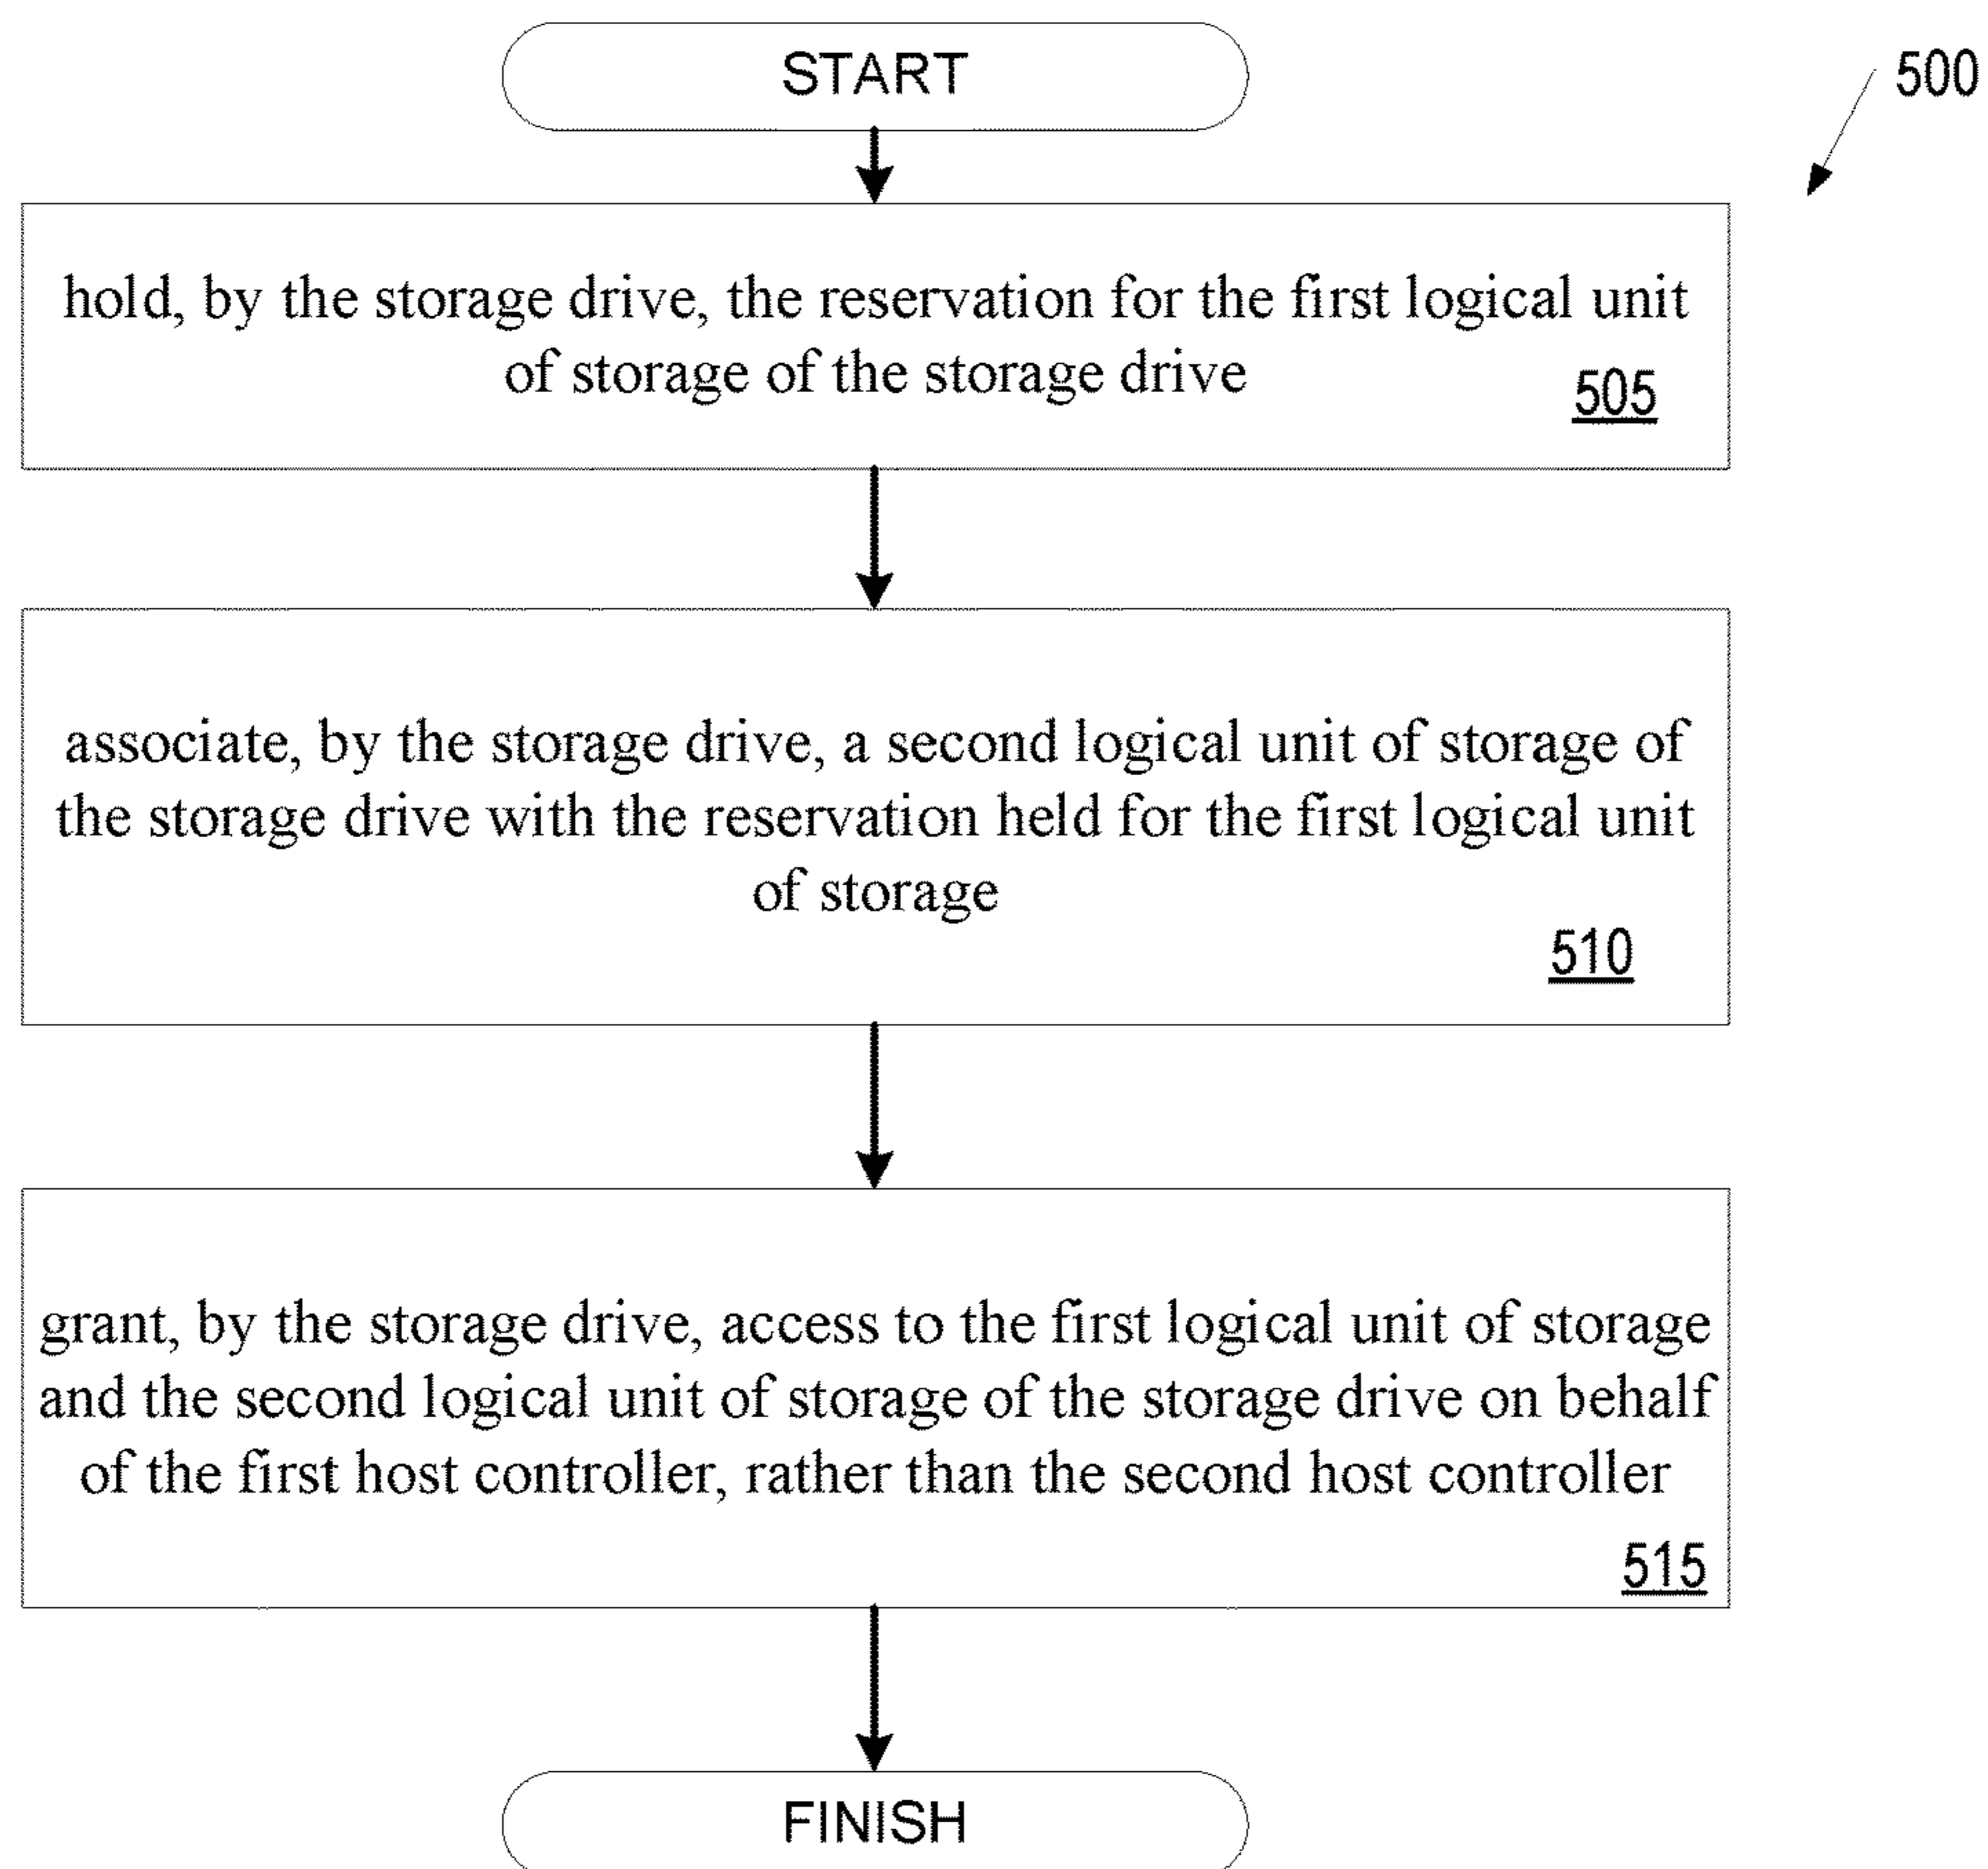 START
500
hold, by the storage drive, the reservation for the first logical unit
of storage of the storage drive
505
associate, by the storage drive, a second logical unit of storage of
the storage drive with the reservation held for the first logical unit
of storage
510
grant, by the storage drive, access to the first logical unit of storage
and the second logical unit of storage of the storage drive on behalf
of the first host controller, rather than the second host controller
515
FINISH